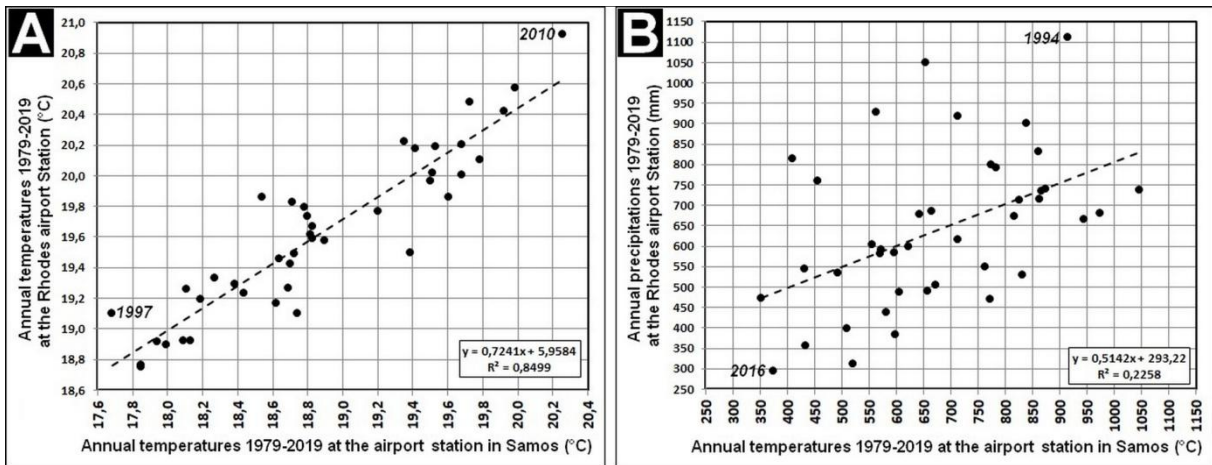 A
Annual temperatures 1979-2019
at the Rhodes airport Station (°C)
21,0
20,8
20,6
20,4
20,2
20,0
19,8
19,6
19,4
19,2
19,0
18,8
18,6
2010
1997
y = 0,7241x + 5,9584
R² = 0,8499
17,6 17,8 18,0 18,2 18,4 18,6 18,8 19,0 19,2 19,4 19,6 19,8 20,0 20,2 20,4
Annual temperatures 1979-2019 at the airport station in Samos (°C)
B
Annual precipitations 1979-2019
at the Rhodes airport Station (mm)
1150
1100
1050
1000
950
900
850
800
750
700
650
600
550
500
450
400
350
300
250
1994
2016
y = 0,5142x + 293,22
R² = 0,2258
250 300 350 400 450 500 550 600 650 700 750 800 850 900 950 1000 1050 1100 1150
Annual temperatures 1979-2019 at the airport station in Samos (°C)